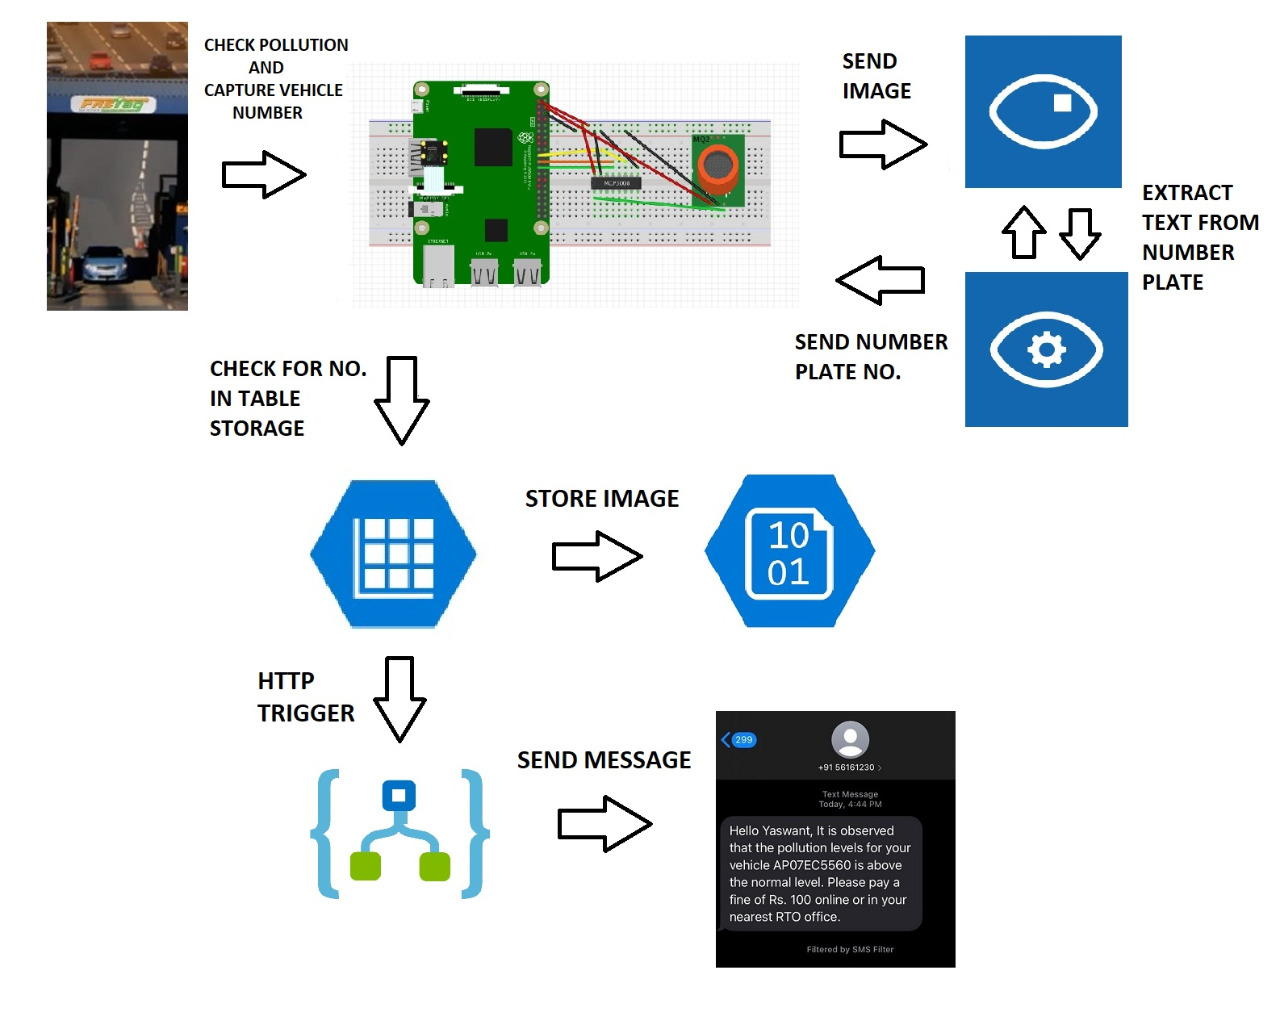 CHECK POLLUTION
AND
CAPTURE VEHICLE
NUMBER
MQ2
MCP3008
ETHERNET
SEND
IMAGE
EXTRACT
TEXT FROM
NUMBER
PLATE
SEND NUMBER
PLATE NO.
CHECK FOR NO.
IN TABLE
STORAGE
STORE IMAGE
10
01
HTTP
TRIGGER
SEND MESSAGE
299
+91 56161230 >
Text Message
Today, 4:44 PM
Hello Yaswant, It is observed
that the pollution levels for your
vehicle AP07EC5560 is above
the normal level. Please pay a
fine of Rs. 100 online or in your
nearest RTO office.
Filtered by SMS Filter